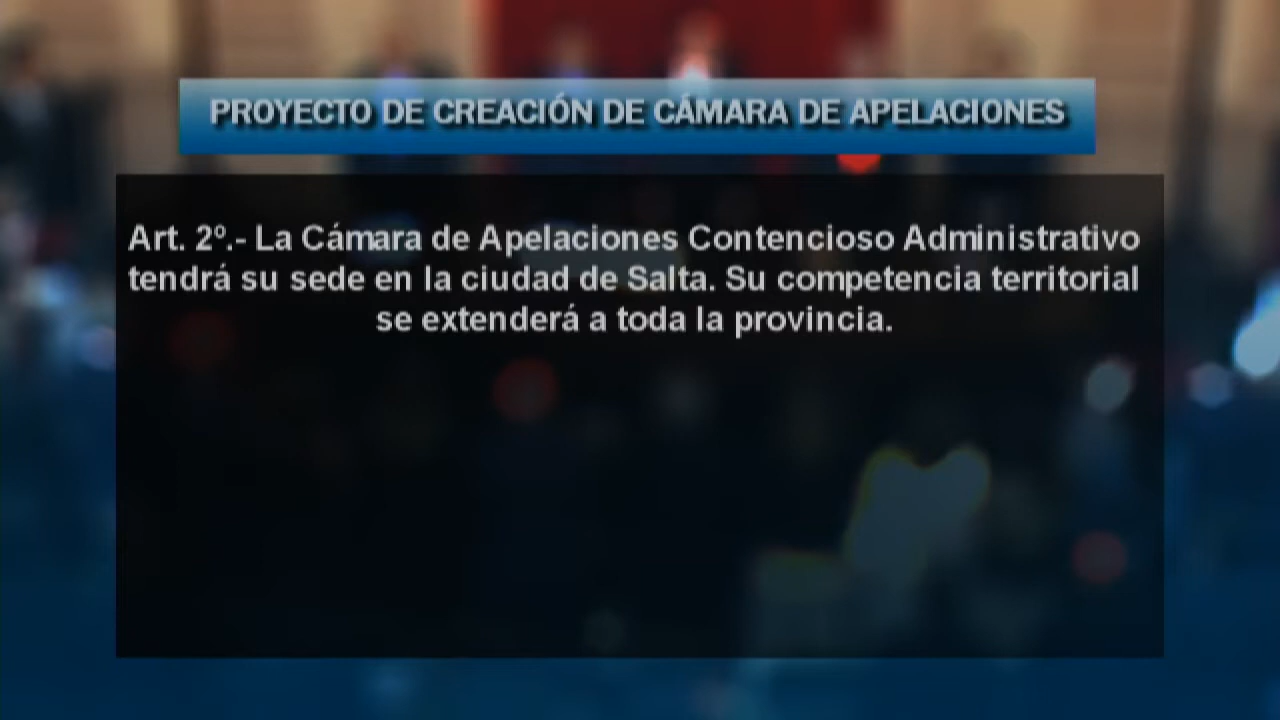 PROYECTO DE CREACIÓN DE CÁMARA DE APELACIONES
Art. 2º.- La Cámara de Apelaciones Contencioso Administrativo
tendrá su sede en la ciudad de Salta. Su competencia territorial
se extenderá a toda la provincia.